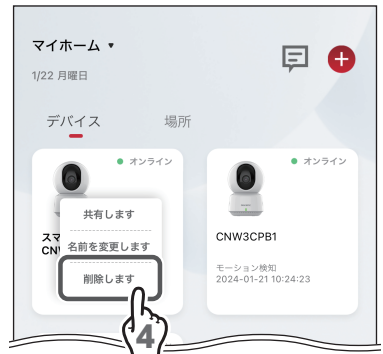 マイホーム ▼
1/22 月曜日
デバイス 場所
オンライン オンライン
共有します
スマ
名前を変更します CNW3CPB1
CNW
削除します モーション検知
2024-01-21 10:24:23
4